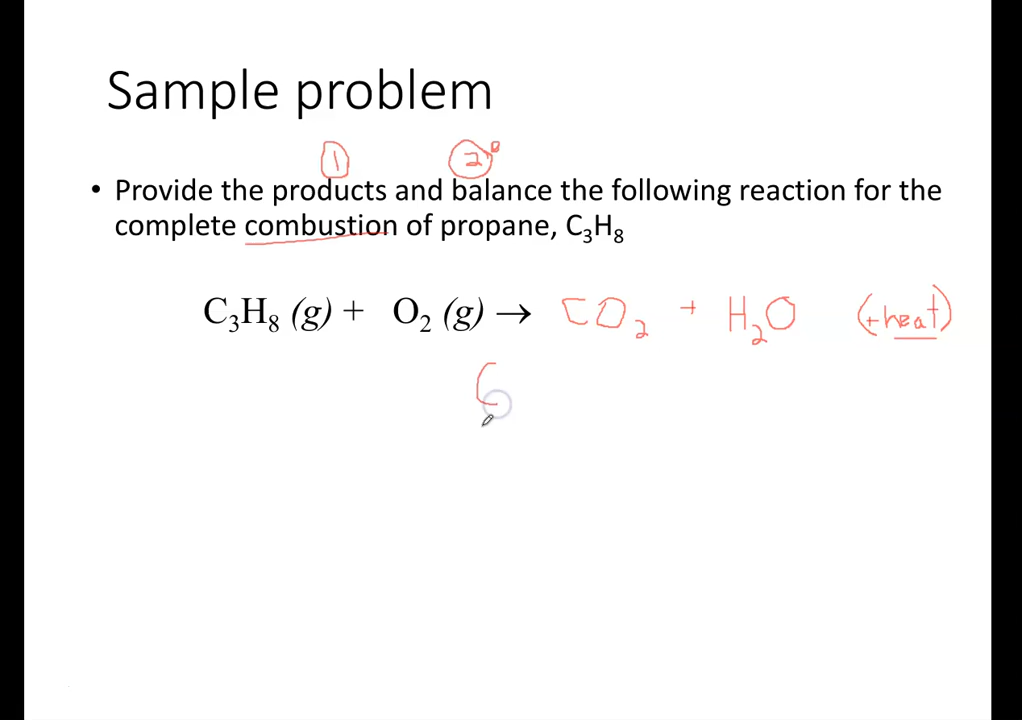 Sample problem
① ②
• Provide the products and balance the following reaction for the
complete combustion of propane, C₃H₈
C₃H₈ (g) + O₂ (g) → CO₂ + H₂O (+heat)
C